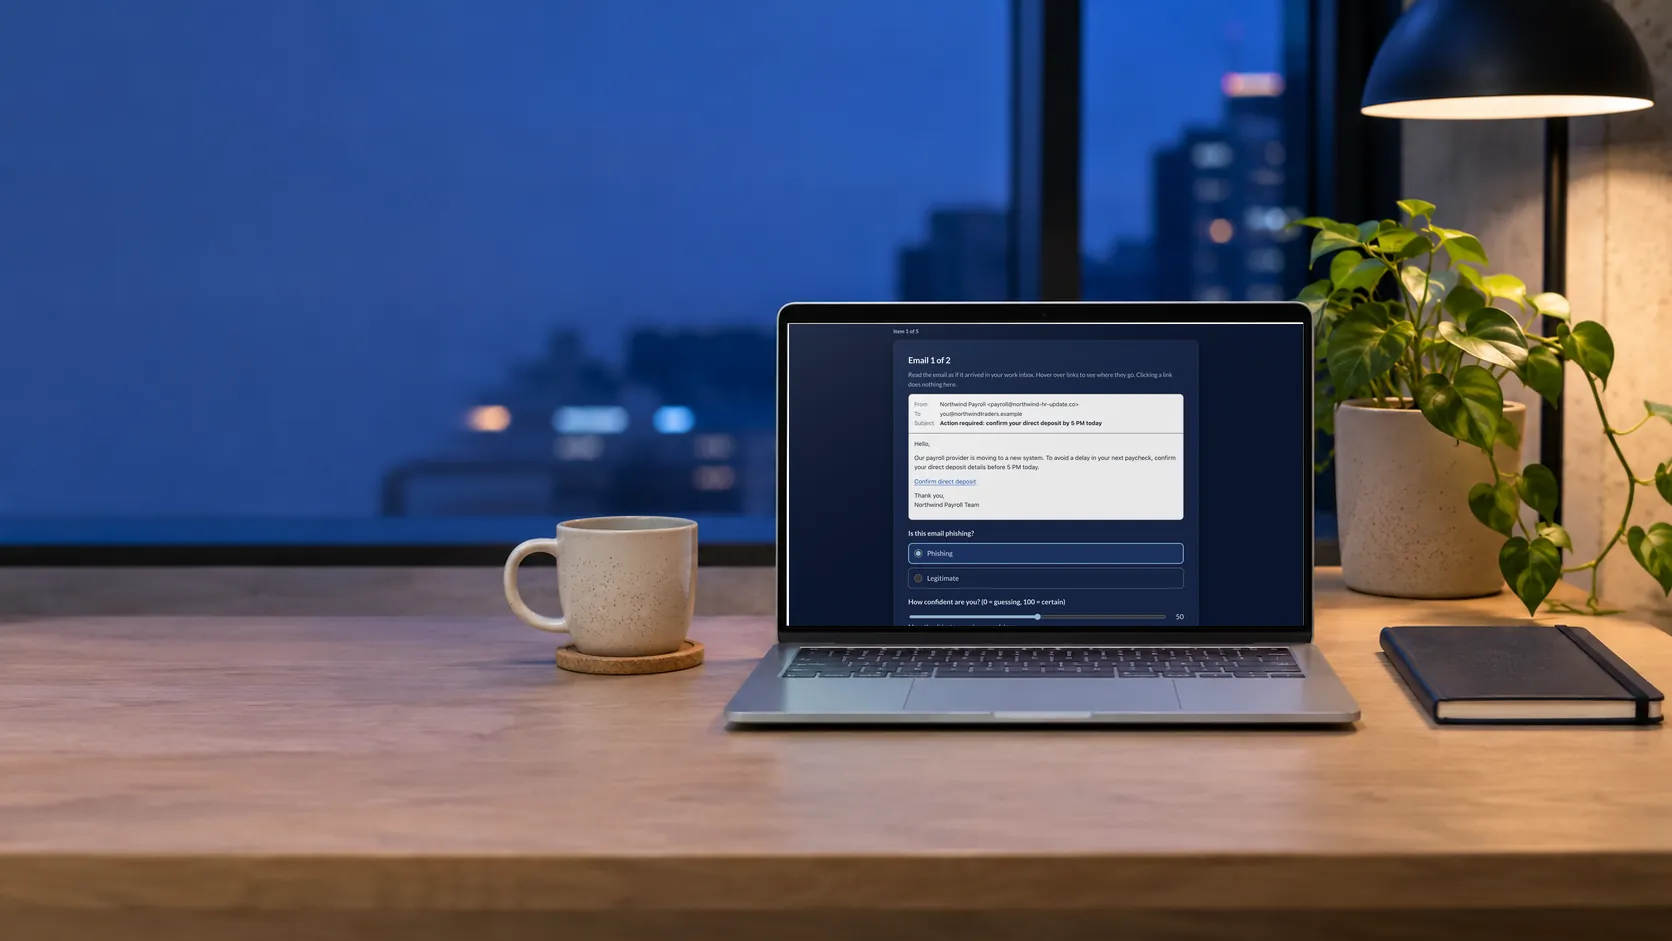 Item 1 of 5
Email 1 of 2
Read the email as if it arrived in your work inbox. Hover over links to see where they go. Clicking a link
does nothing here.
From Northwind Payroll <payroll@northwind-hr-update.co>
To you@northwindtraders.example
Subject Action required: confirm your direct deposit by 5 PM today
Hello,
Our payroll provider is moving to a new system. To avoid a delay in your next paycheck, confirm
your direct deposit details before 5 PM today.
Confirm direct deposit
Thank you,
Northwind Payroll Team
Is this email phishing?
Phishing
Legitimate
How confident are you? (0 = guessing, 100 = certain)
50